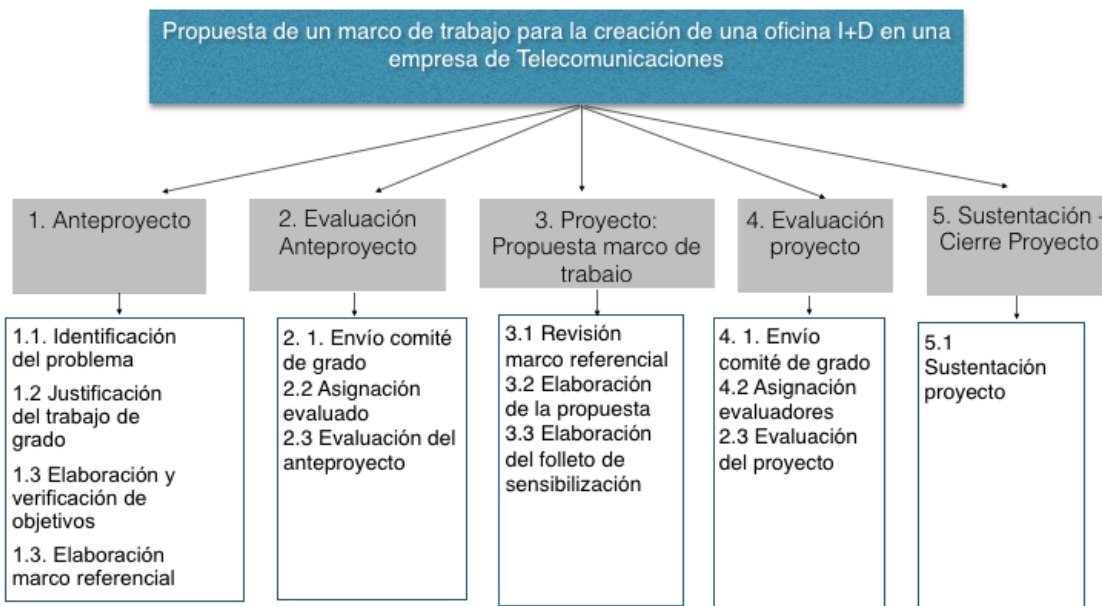 Propuesta de un marco de trabajo para la creación de una oficina I+D en una
empresa de Telecomunicaciones
1. Anteproyecto
2. Evaluación
Anteproyecto
3. Proyecto:
Propuesta marco de
trabajo
4. Evaluación
proyecto
5. Sustentación -
Cierre Proyecto
1.1. Identificación
del problema
1.2 Justificación
del trabajo de
grado
1.3 Elaboración y
verificación de
objetivos
1.3. Elaboración
marco referencial
2. 1. Envío comité
de grado
2.2 Asignación
evaluado
2.3 Evaluación del
anteproyecto
3.1 Revisión
marco referencial
3.2 Elaboración
de la propuesta
3.3 Elaboración
del folleto de
sensibilización
4. 1. Envío
comité de grado
4.2 Asignación
evaluadores
2.3 Evaluación
del proyecto
5.1
Sustentación
proyecto